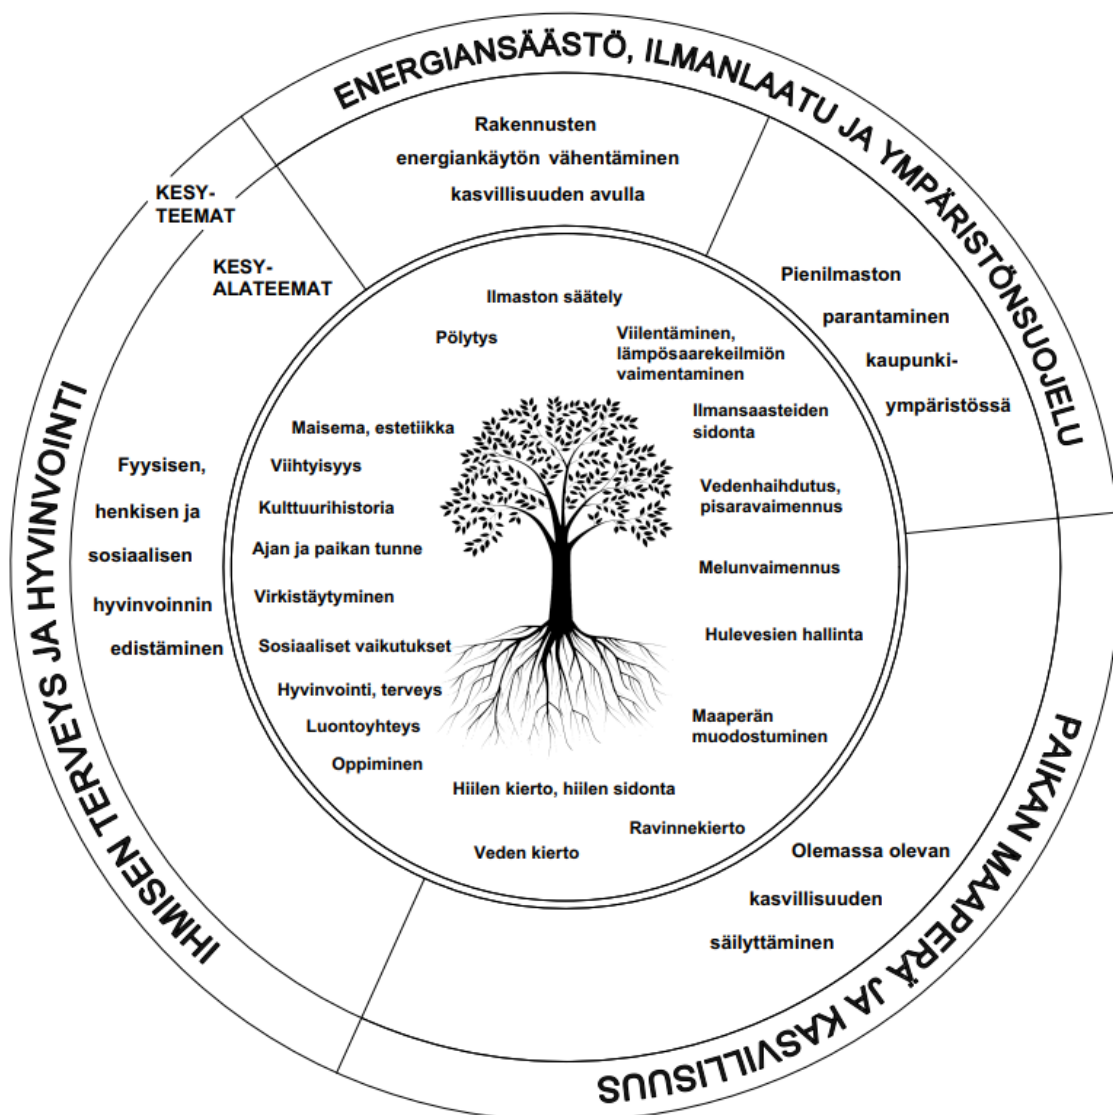 ENERGIANSÄÄSTÖ, ILMANLAATU JA YMPÄRISTÖNSUOJELU
Rakennusten
energiankäytön vähentäminen
kasvillisuuden avulla
KESY-
TEEMAT
KESY-
ALATEEMAT
Pienilmaston
parantaminen
kaupunki-
ympäristössä
Ilmaston säätely
Pölytys
Viilentäminen,
lämpösaarekeilmiön
vaimentaminen
Ilmansaasteiden
sidonta
Vedenhaihdutus,
pisaravaimennus
Melunvaimennus
Hulevesien hallinta
Maaperän
muodostuminen
Ravinnekierto
Hiilen kierto, hiilen sidonta
Veden kierto
Maisema, estetiikka
Viihtyisyys
Kulttuurihistoria
Ajan ja paikan tunne
Virkistäytyminen
Sosiaaliset vaikutukset
Hyvinvointi, terveys
Luontoyhteys
Oppiminen
Fyysisen,
henkisen ja
sosiaalisen
hyvinvoinnin
edistäminen
IHMISEN TERVEYS JA HYVINVOINTI
Olemassa olevan
kasvillisuuden
säilyttäminen
PAIKAN MAAPERÄ JA KASVILLISUUS